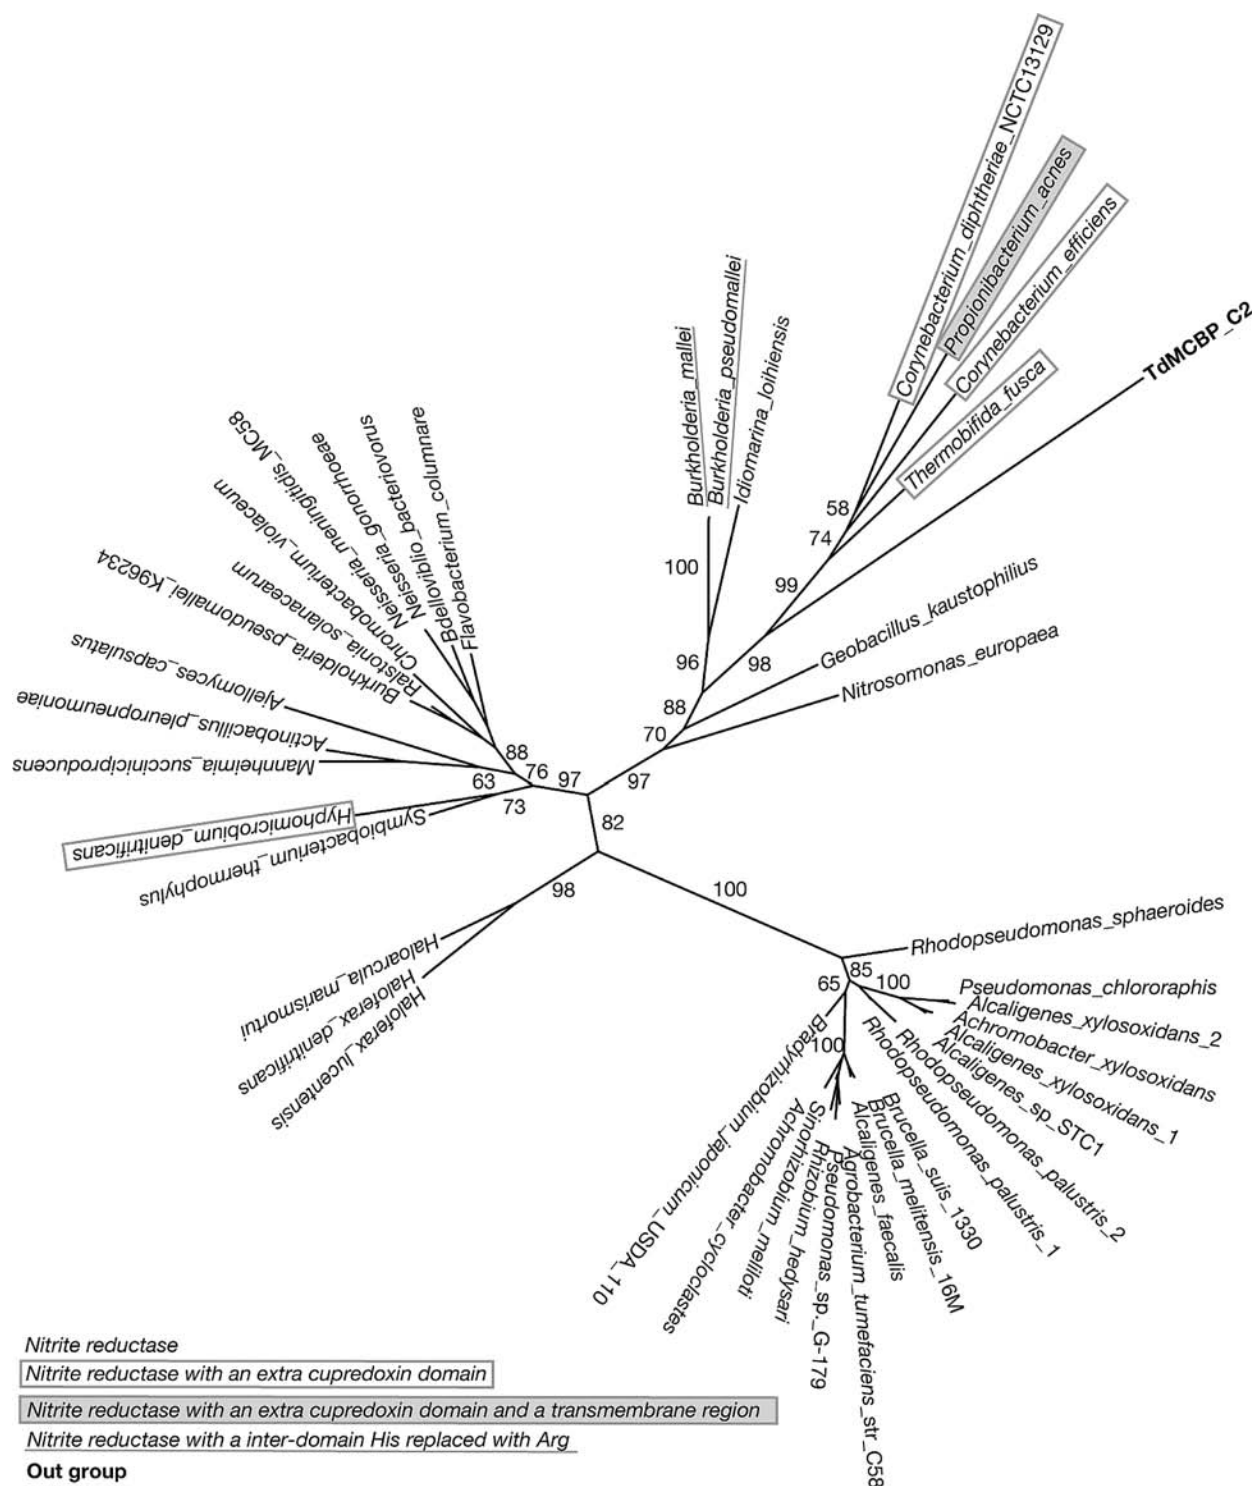 Corynebacterium_diphtheriae_NCTC13129
Propionibacterium_acnes
Corynebacterium_efficiens
Thermobifida_fusca
TdMCBP_C2
58
74
99
98
Burkholderia_mallei
Burkholderia_pseudomallei
Idiomarina_loihiensis
100
96
88
70
97
Geobacillus_kaustophilius
Nitrosomonas_europaea
Flavobacterium_columnare
Bdelloviblio_bacteriovorus
Neisseria_gonorrhoeae
Neisseria_meningitidis_MC58
Chromobacterium_violaceum
Ralstonia_solanacearum
Burkholderia_pseudomallei_K96234
Ajellomyces_capsulatus
Actinobacillus_pleuropneumoniae
Mannheimia_succiniciproducens
Hyphomicrobium_denitrificans
Symbiobacterium_thermophylus
88
76
63
73
97
82
98
100
Haloarcula_marismortui
Haloferax_denitrificans
Haloferax_lucentensis
Rhodopseudomonas_sphaeroides
85
65
100
100
Pseudomonas_chlororaphis
Alcaligenes_xylosoxidans_2
Achromobacter_xylosoxidans
Alcaligenes_xylosoxidans_1
Alcaligenes_sp_STC1
Rhodopseudomonas_palustris_2
Rhodopseudomonas_palustris_1
Brucella_suis_1330
Brucella_melitensis_16M
Alcaligenes_faecalis
Agrobacterium_tumefaciens_str_C58
Pseudomonas_sp._G-179
Rhizobium_hedysari
Sinorhizobium_meliloti
Achromobacter_cycloclastes
Bradyrhizobium_japonicum_USDA_110
Nitrite reductase
Nitrite reductase with an extra cupredoxin domain
Nitrite reductase with an extra cupredoxin domain and a transmembrane region
Nitrite reductase with a inter-domain His replaced with Arg
Out group